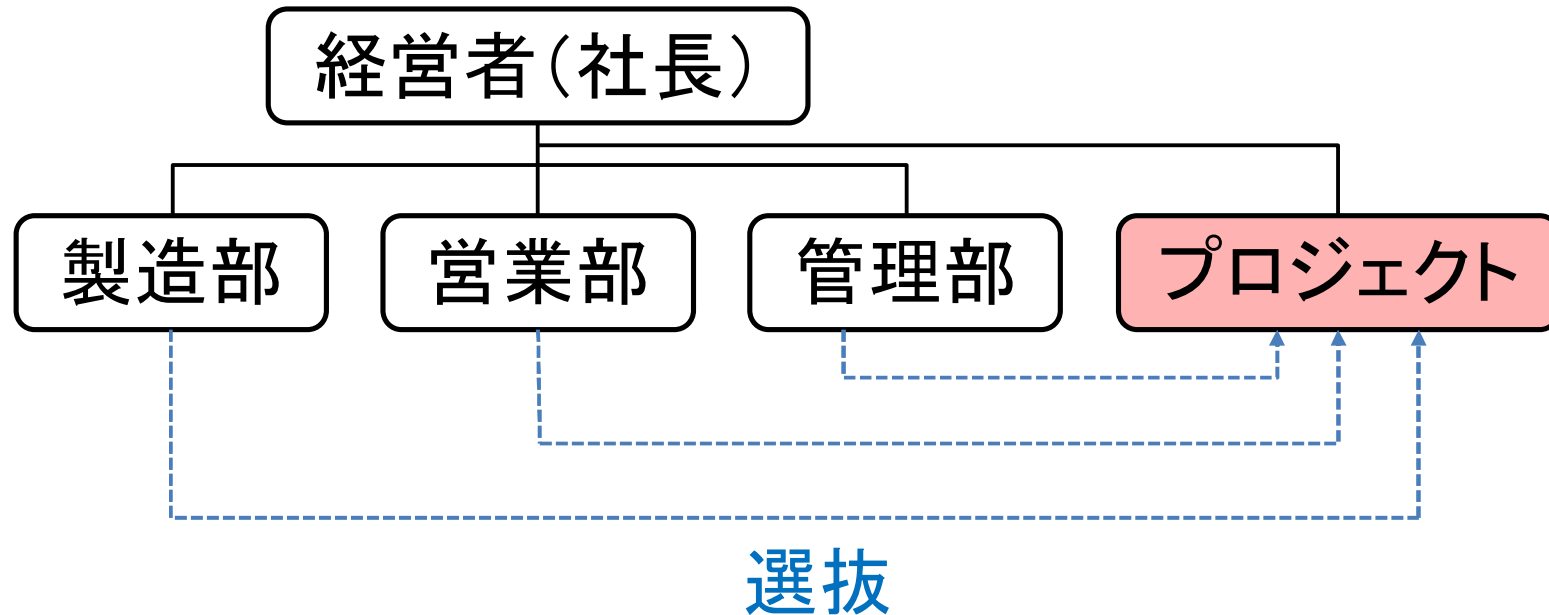 経営者（社長）
製造部
営業部
管理部
プロジェクト
選抜